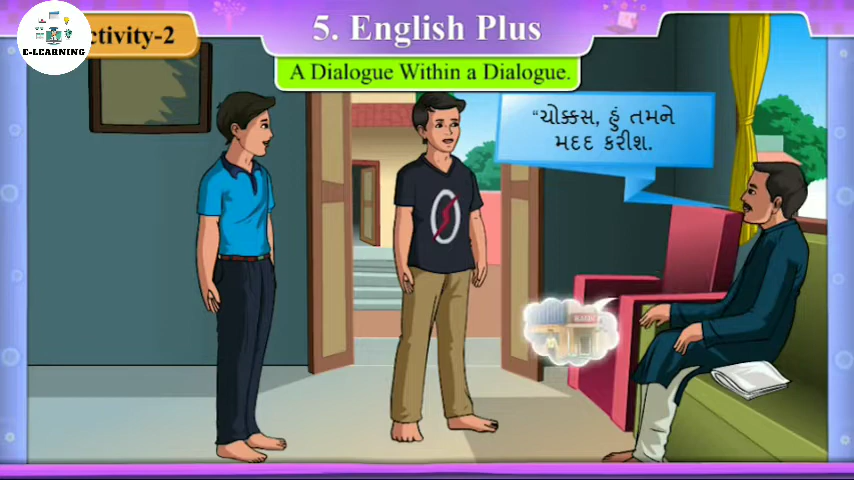 5. English Plus
ctivity-2
E-LEARNING
A Dialogue Within a Dialogue.
“ચોક્કસ, હું તમને
મદદ કરીશ.